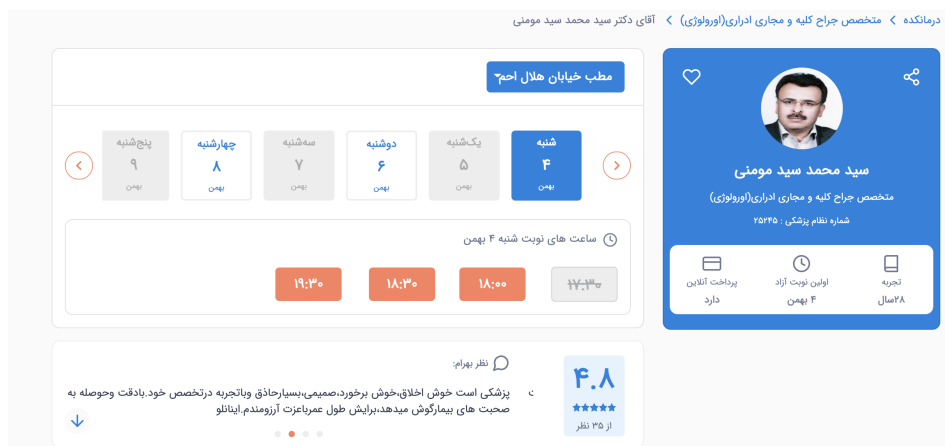 درمانکده > متخصص جراح کلیه و مجاری ادراری(اورولوژی) > آقای دکتر سید محمد سید مومنی
سید محمد سید مومنی
متخصص جراح کلیه و مجاری ادراری(اورولوژی)
شماره نظام پزشکی : ۲۵۲۴۵
تجربه
۲۸سال
اولین نوبت آزاد
۴ بهمن
پرداخت آنلاین
دارد
مطب خیابان هلال احمر
شنبه
۴
بهمن
یک‌شنبه
۵
بهمن
دوشنبه
۶
بهمن
سه‌شنبه
۷
بهمن
چهارشنبه
۸
بهمن
پنج‌شنبه
۹
بهمن
ساعت های نوبت شنبه ۴ بهمن
۱۷:۳۰
۱۸:۰۰
۱۸:۳۰
۱۹:۳۰
۴.۸
از ۳۵ نظر
نظر بهرام:
پزشکی است خوش اخلاق،خوش برخورد،صمیمی،بسیارحاذق وباتجربه درتخصص خود.بادقت وحوصله به
صحبت های بیمارگوش میدهد،برایش طول عمرباعزت آرزومندم.اینانلو